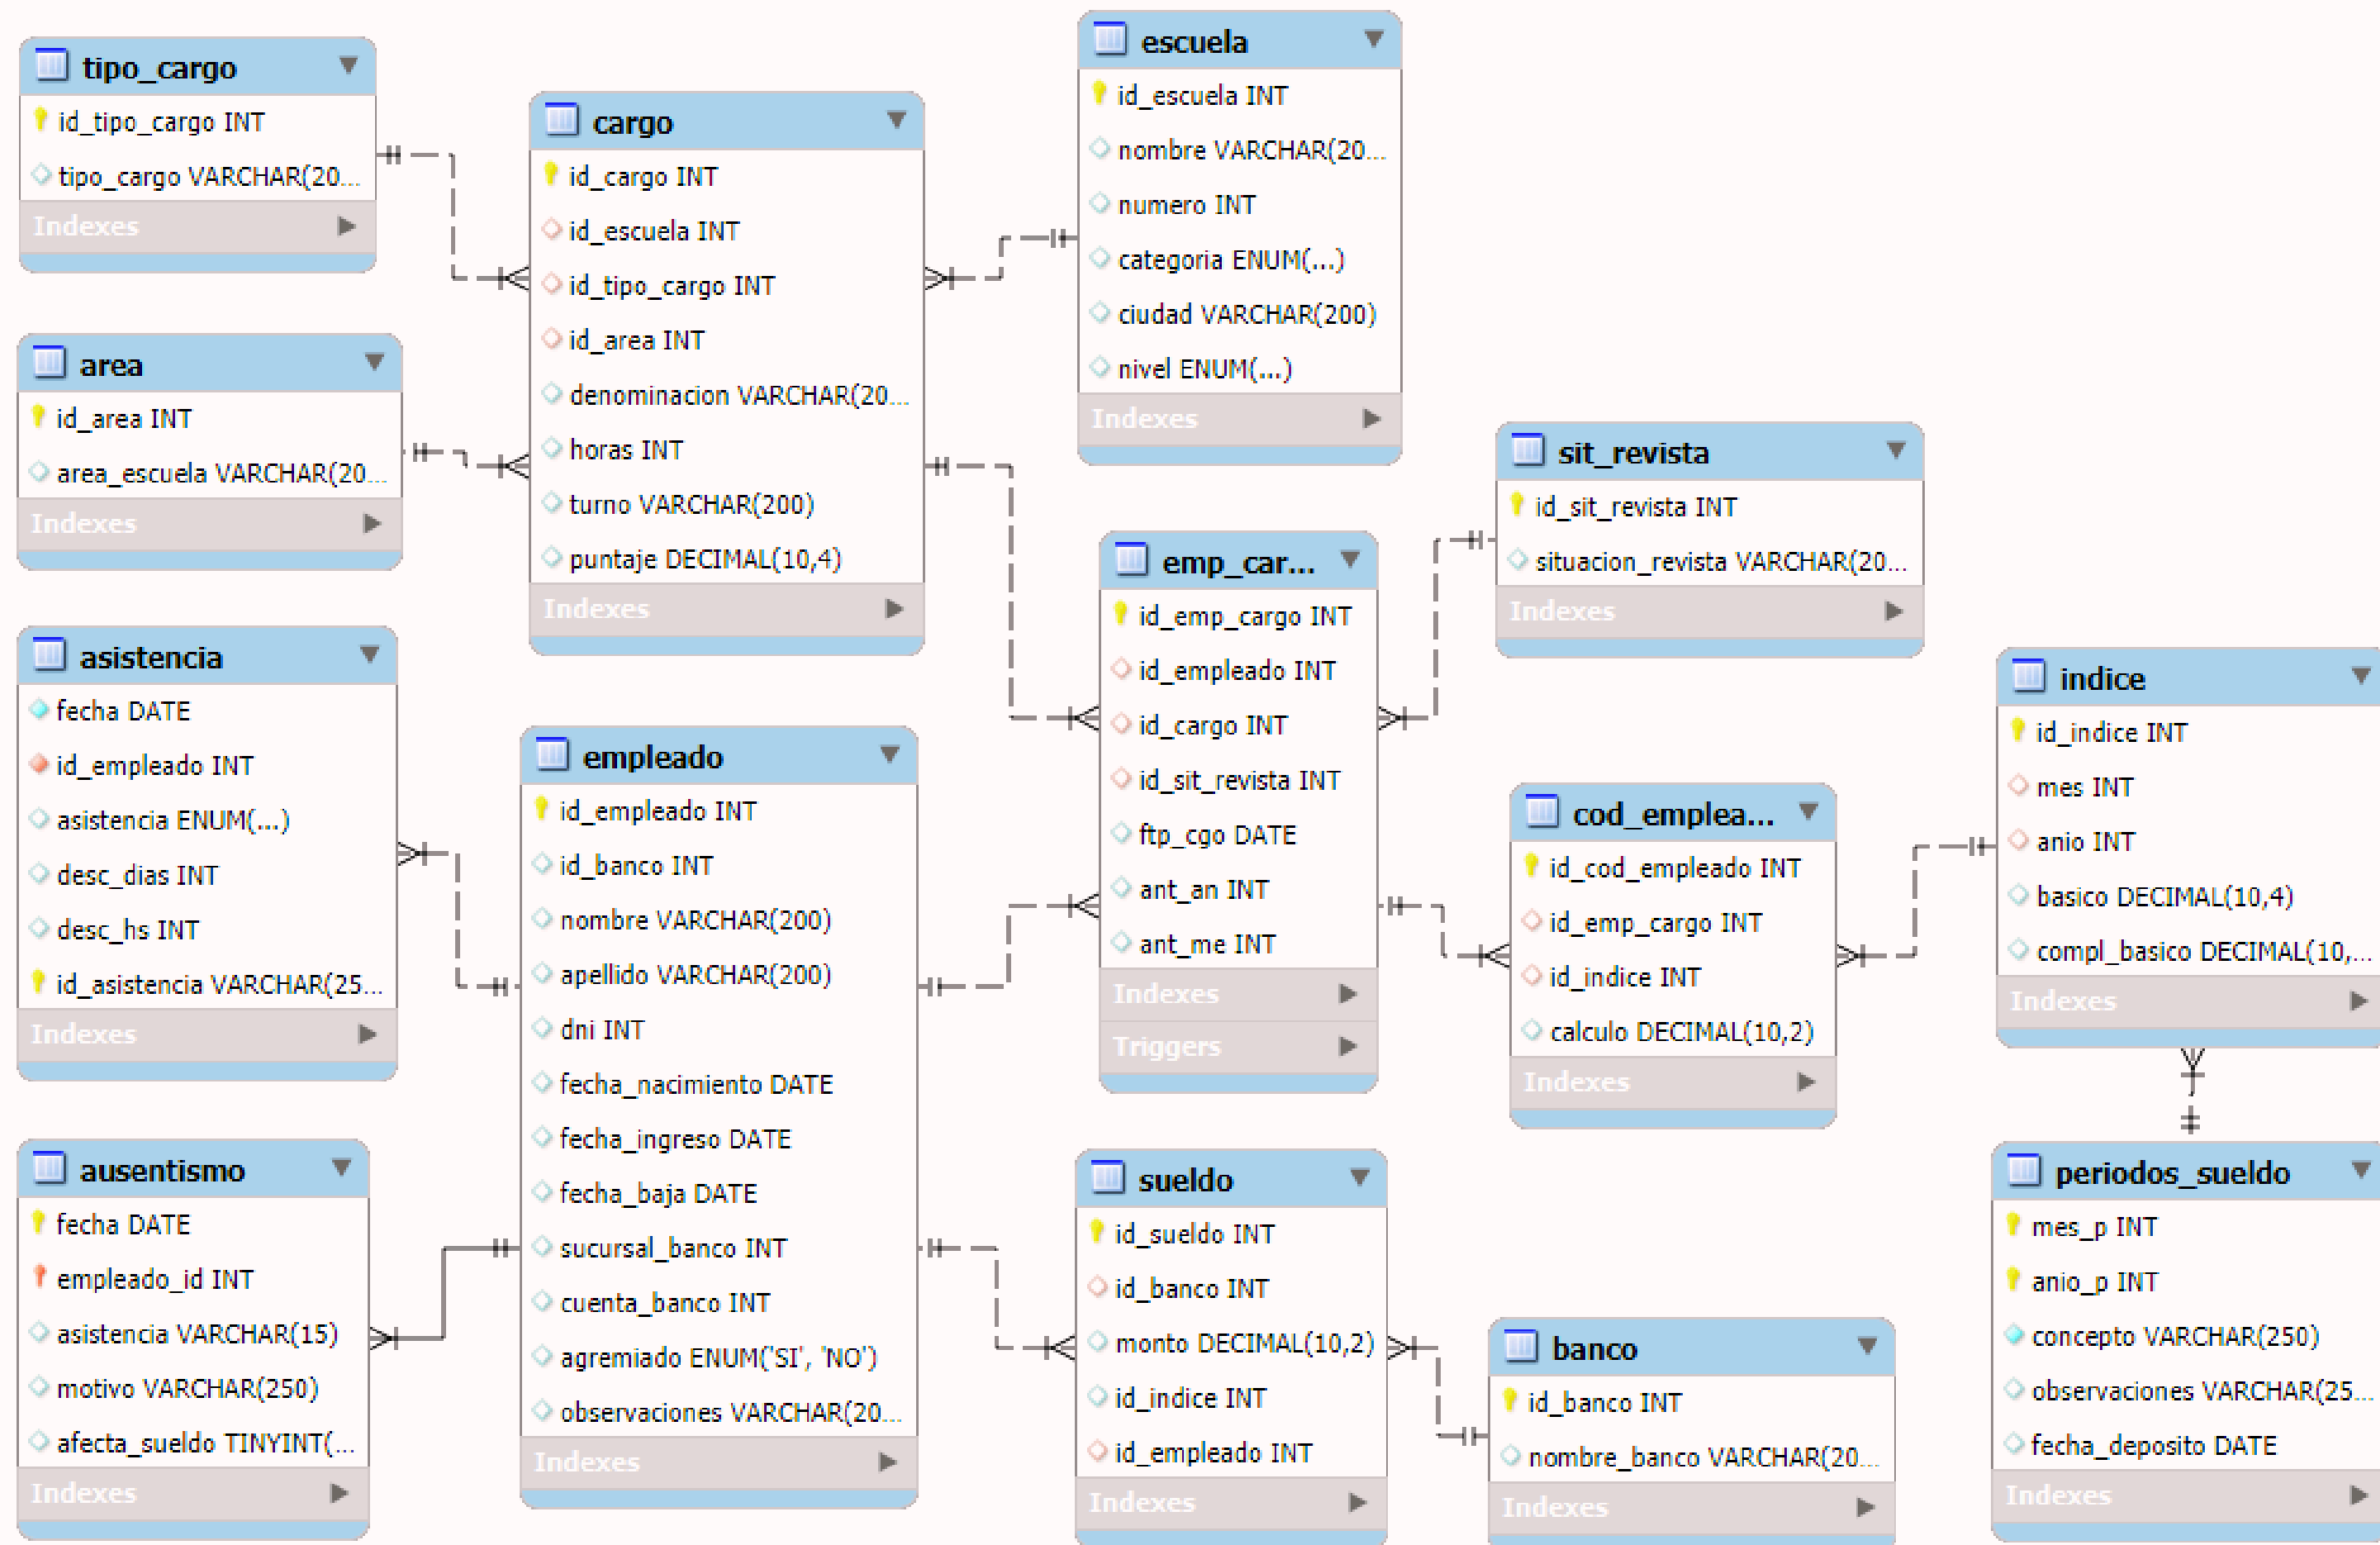 tipo_cargo
id_tipo_cargo INT
tipo_cargo VARCHAR(20...
Indexes
area
id_area INT
area_escuela VARCHAR(20...
Indexes
asistencia
fecha DATE
id_empleado INT
asistencia ENUM(...)
desc_dias INT
desc_hs INT
id_asistencia VARCHAR(25...
Indexes
ausentismo
fecha DATE
empleado_id INT
asistencia VARCHAR(15)
motivo VARCHAR(250)
afecta_sueldo TINYINT(...
Indexes
cargo
id_cargo INT
id_escuela INT
id_tipo_cargo INT
id_area INT
denominacion VARCHAR(20...
horas INT
turno VARCHAR(200)
puntaje DECIMAL(10,4)
Indexes
empleado
id_empleado INT
id_banco INT
nombre VARCHAR(200)
apellido VARCHAR(200)
dni INT
fecha_nacimiento DATE
fecha_ingreso DATE
fecha_baja DATE
sucursal_banco INT
cuenta_banco INT
agremiado ENUM('SI', 'NO')
observaciones VARCHAR(20...
Indexes
escuela
id_escuela INT
nombre VARCHAR(20...
numero INT
categoria ENUM(...)
ciudad VARCHAR(200)
nivel ENUM(...)
Indexes
emp_car...
id_emp_cargo INT
id_empleado INT
id_cargo INT
id_sit_revista INT
ftp_cgo DATE
ant_an INT
ant_me INT
Indexes
Triggers
sueldo
id_sueldo INT
id_banco INT
monto DECIMAL(10,2)
id_indice INT
id_empleado INT
Indexes
sit_revista
id_sit_revista INT
situacion_revista VARCHAR(20...
Indexes
cod_emplea...
id_cod_empleado INT
id_emp_cargo INT
id_indice INT
calculo DECIMAL(10,2)
Indexes
banco
id_banco INT
nombre_banco VARCHAR(20...
Indexes
indice
id_indice INT
mes INT
anio INT
basico DECIMAL(10,4)
compl_basico DECIMAL(10,...
Indexes
periodos_sueldo
mes_p INT
anio_p INT
concepto VARCHAR(250)
observaciones VARCHAR(25...
fecha_deposito DATE
Indexes